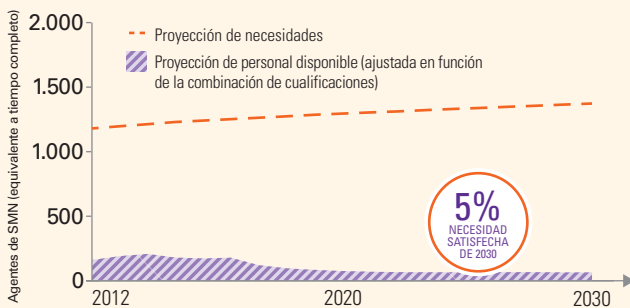 Agentes de SMN (equivalente a tiempo completo)
2.000
1.500
1.000
500
0
Proyección de necesidades
Proyección de personal disponible (ajustada en función
de la combinación de cualificaciones)
5%
NECESIDAD
SATISFECHA
DE 2030
2012
2020
2030